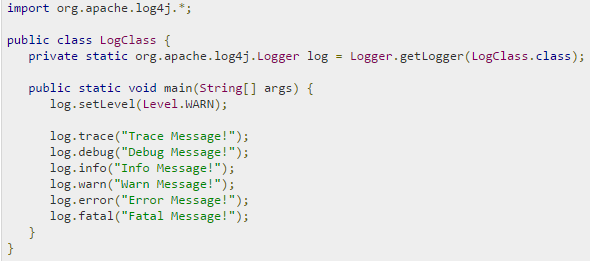 import org.apache.log4j.*;
public class LogClass {
private static org.apache.log4j.Logger log = Logger.getLogger(LogClass.class);
public static void main(String[] args) {
log.setLevel(Level.WARN);
log.trace("Trace Message!");
log.debug("Debug Message!");
log.info("Info Message!");
log.warn("Warn Message!");
log.error("Error Message!");
log.fatal("Fatal Message!");
}
}